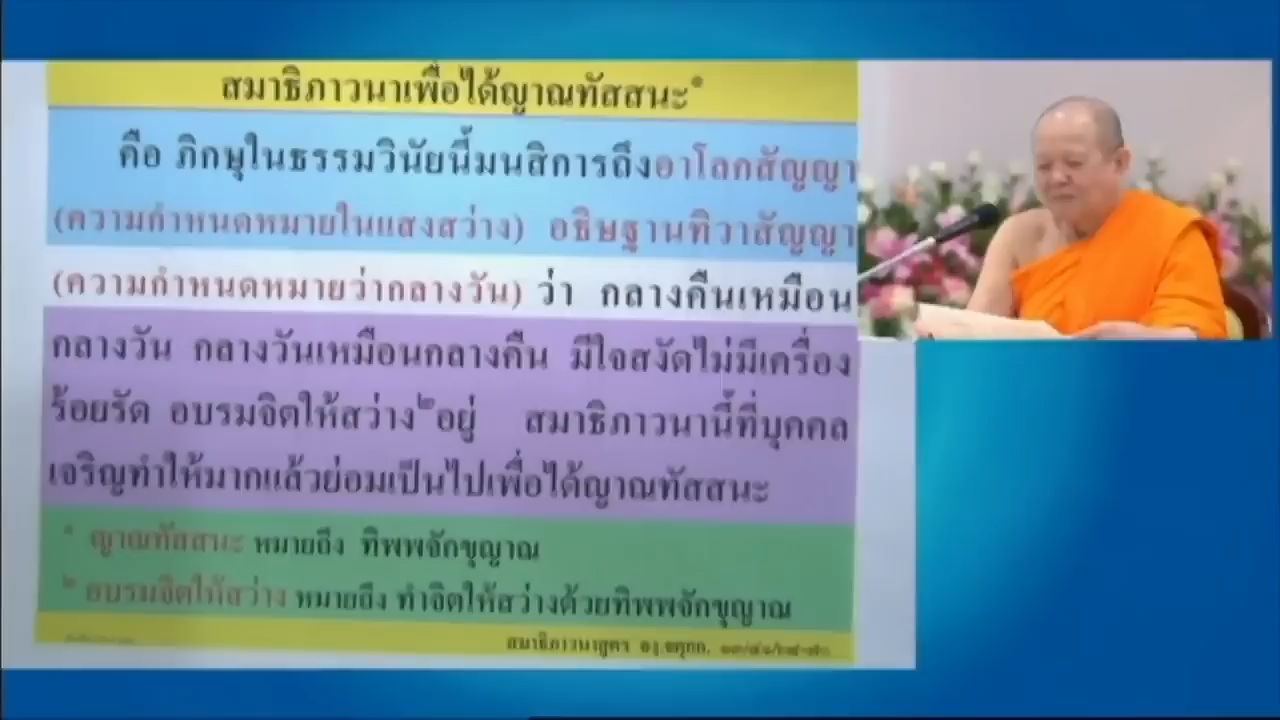 สมาธิภาวนาเพื่อได้ญาณทัสสนะ๑
คือ ภิกษุในธรรมวินัยนี้มนสิการถึงอาโลกสัญญา
(ความกำหนดหมายในแสงสว่าง) อธิษฐานทิวาสัญญา
(ความกำหนดหมายว่ากลางวัน) ว่า กลางคืนเหมือน
กลางวัน กลางวันเหมือนกลางคืน มีใจสงัดไม่มีเครื่อง
ร้อยรัด อบรมจิตให้สว่าง๒อยู่ สมาธิภาวนานี้ที่บุคคล
เจริญทำให้มากแล้วย่อมเป็นไปเพื่อได้ญาณทัสสนะ
๑ ญาณทัสสนะ หมายถึง ทิพพจักขุญาณ
๒ อบรมจิตให้สว่าง หมายถึง ทำจิตให้สว่างด้วยทิพพจักขุญาณ
สมาธิภาวนาสูตร องฺ.จตุกก.